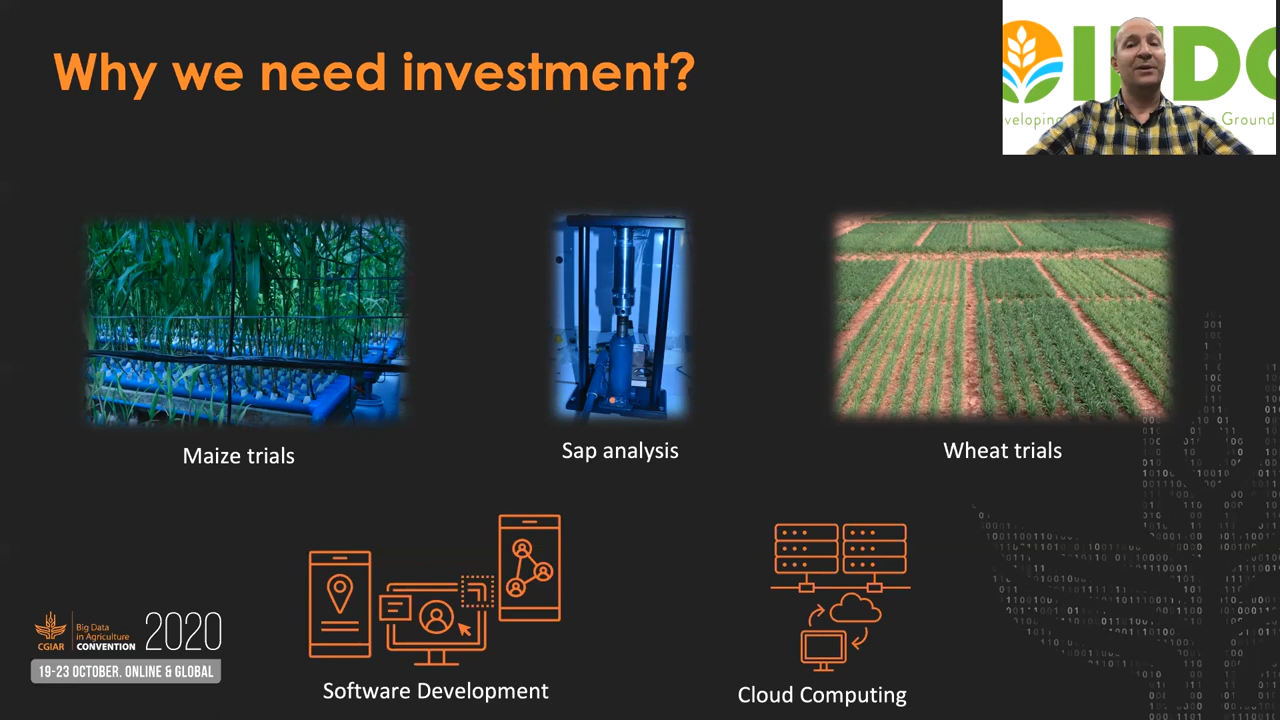 Why we need investment?
Ground
Maize trials
Sap analysis
Wheat trials
Software Development
Cloud Computing
CGIAR
Big Data
in Agriculture
CONVENTION
2020
19-23 OCTOBER. ONLINE & GLOBAL